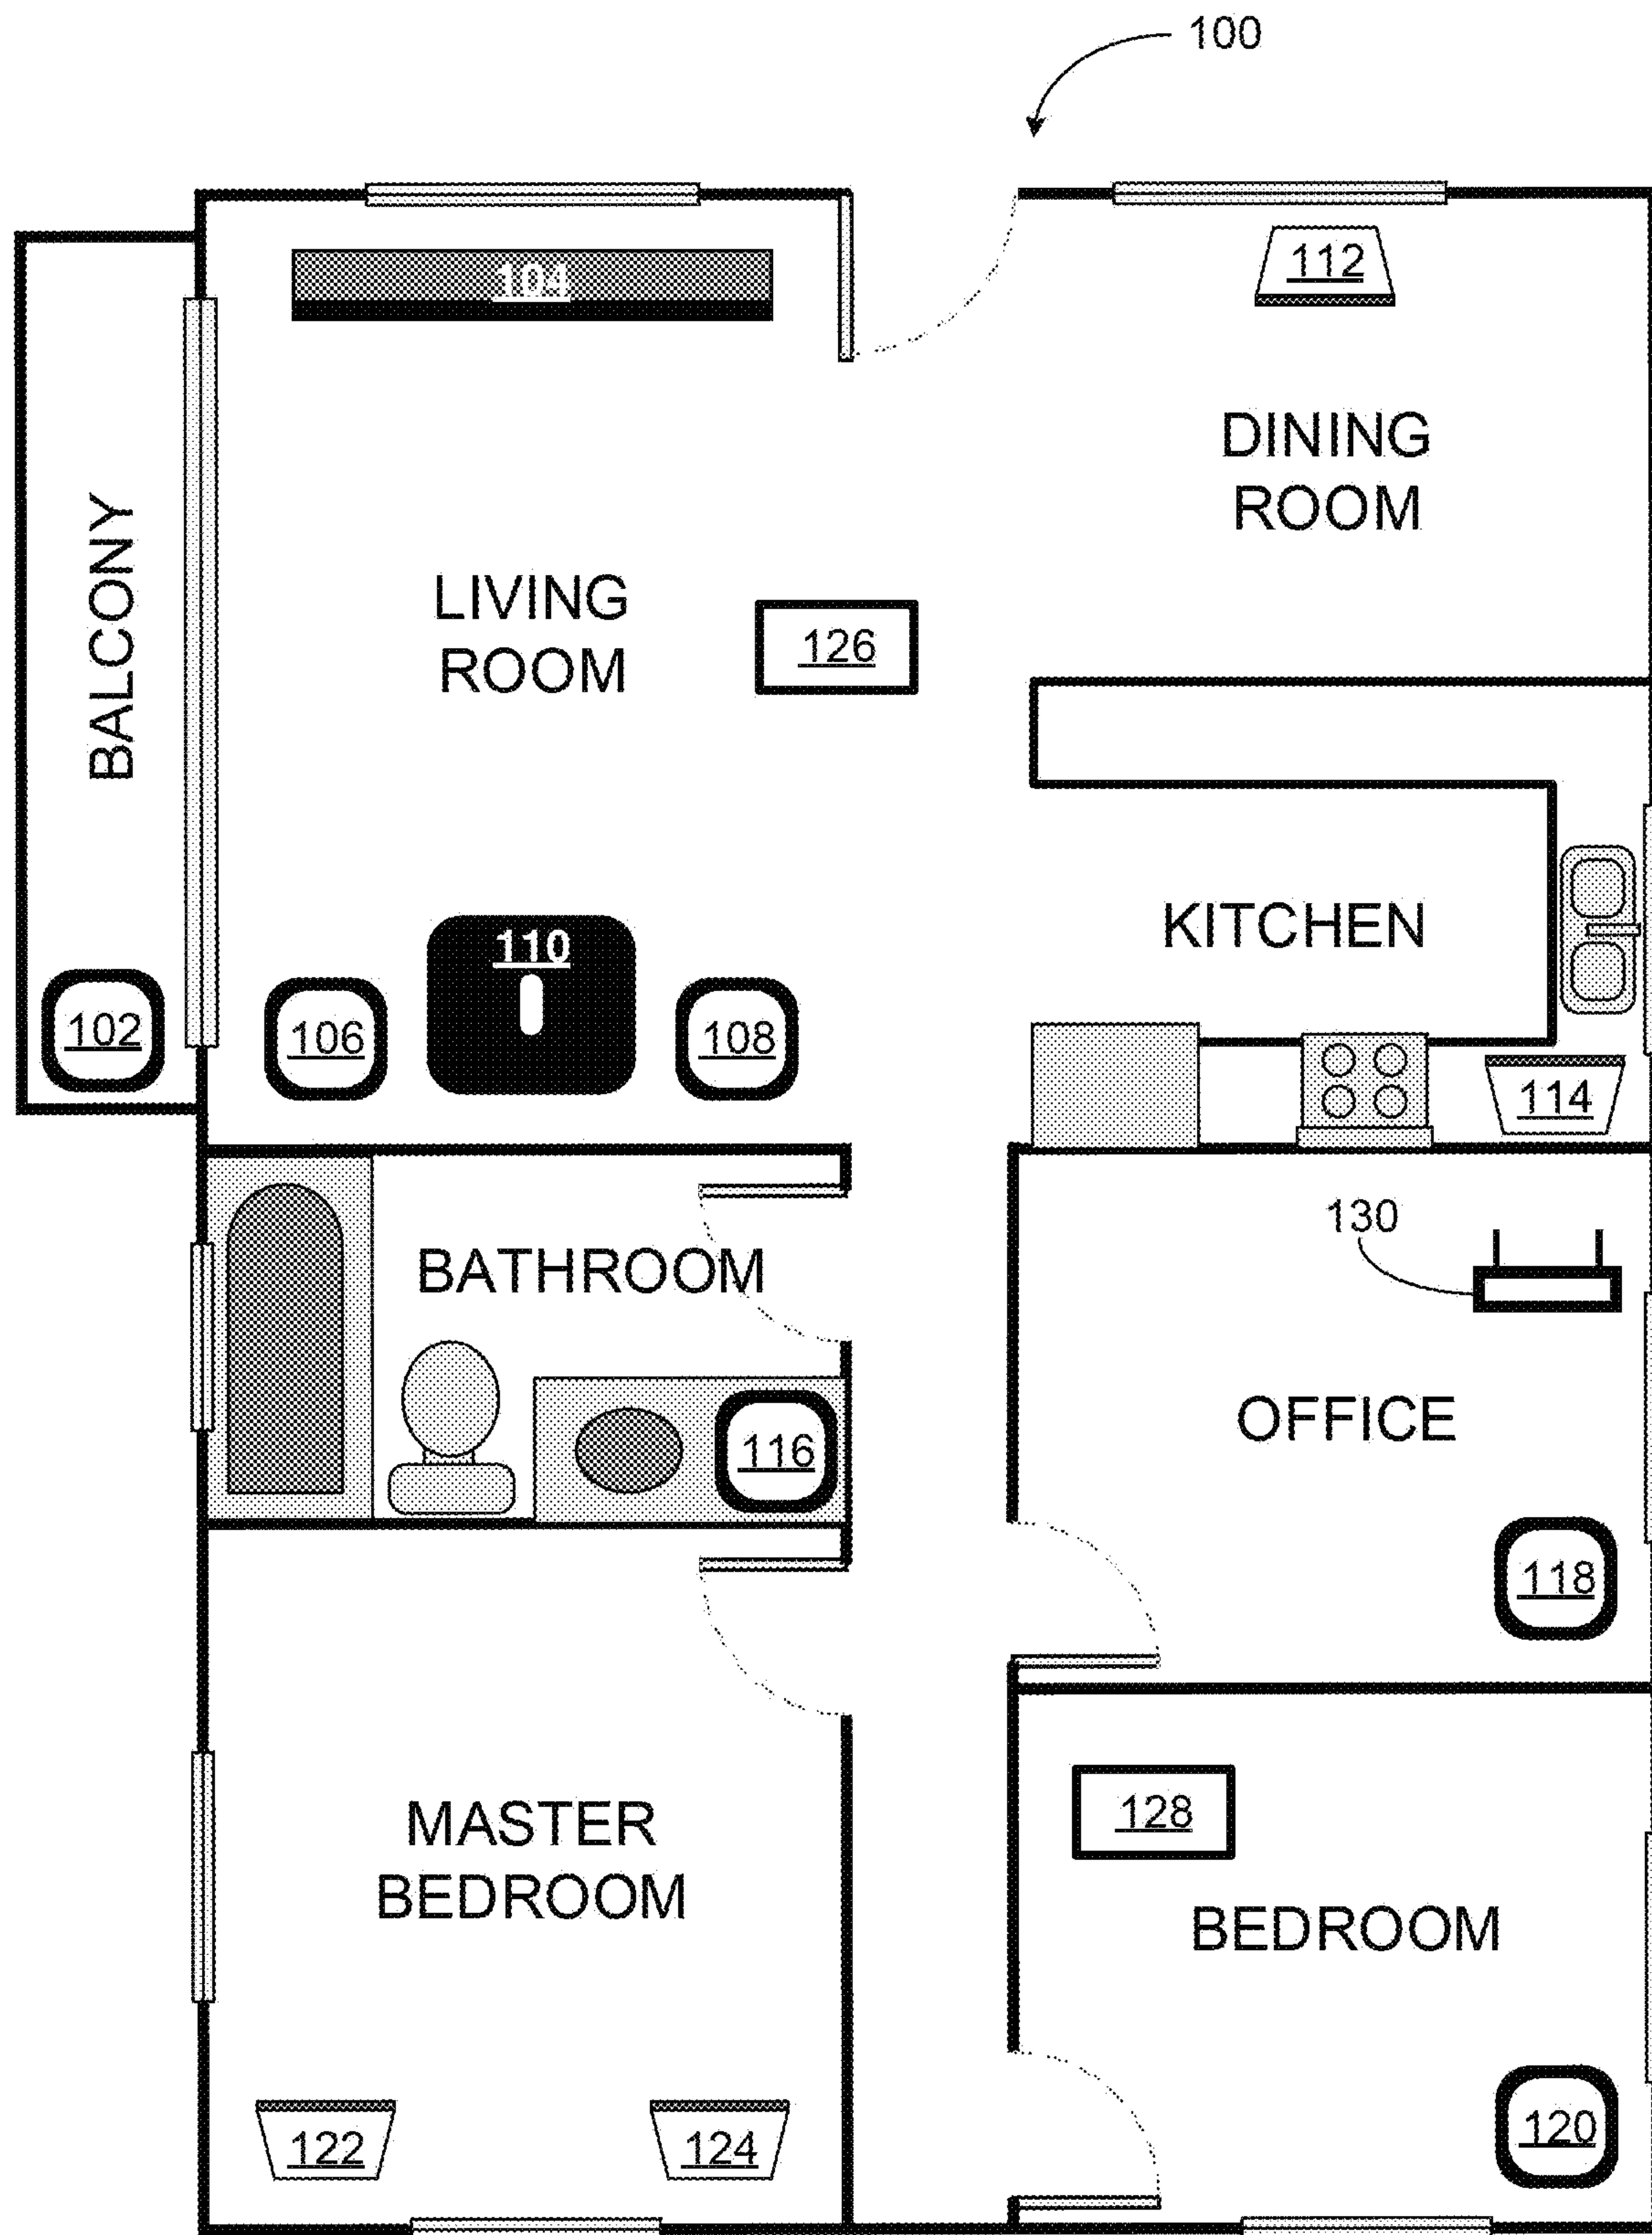 100
104
112
DINING
ROOM
BALCONY
LIVING
ROOM
126
KITCHEN
110
102
106
108
114
130
BATHROOM
OFFICE
116
118
MASTER
BEDROOM
128
BEDROOM
122
124
120